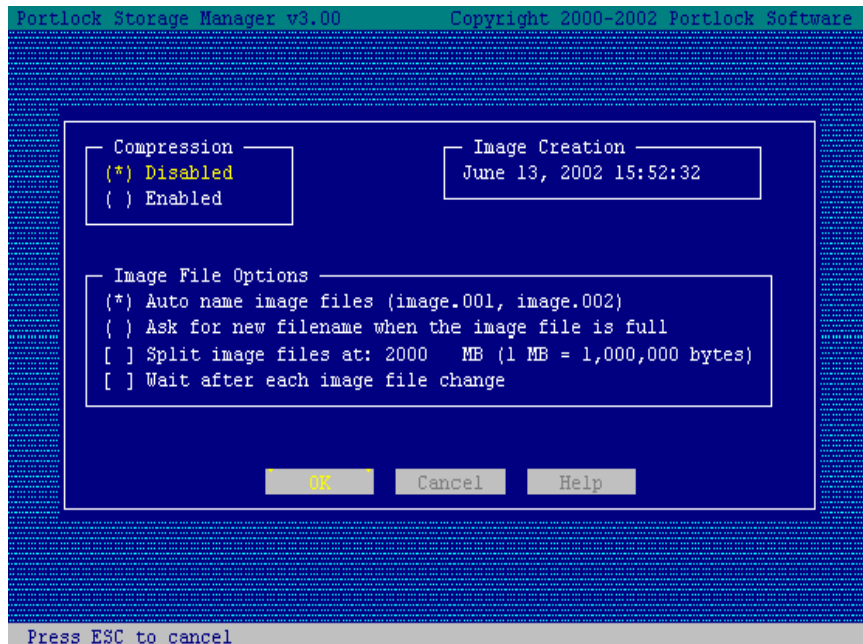 Portlock Storage Manager v3.00 Copyright 2000-2002 Portlock Software
Compression
(*) Disabled
( ) Enabled
Image Creation
June 13, 2002 15:52:32
Image File Options
(*) Auto name image files (image.001, image.002)
( ) Ask for new filename when the image file is full
[ ] Split image files at: 2000 MB (1 MB = 1,000,000 bytes)
[ ] Wait after each image file change
OK Cancel Help
Press ESC to cancel